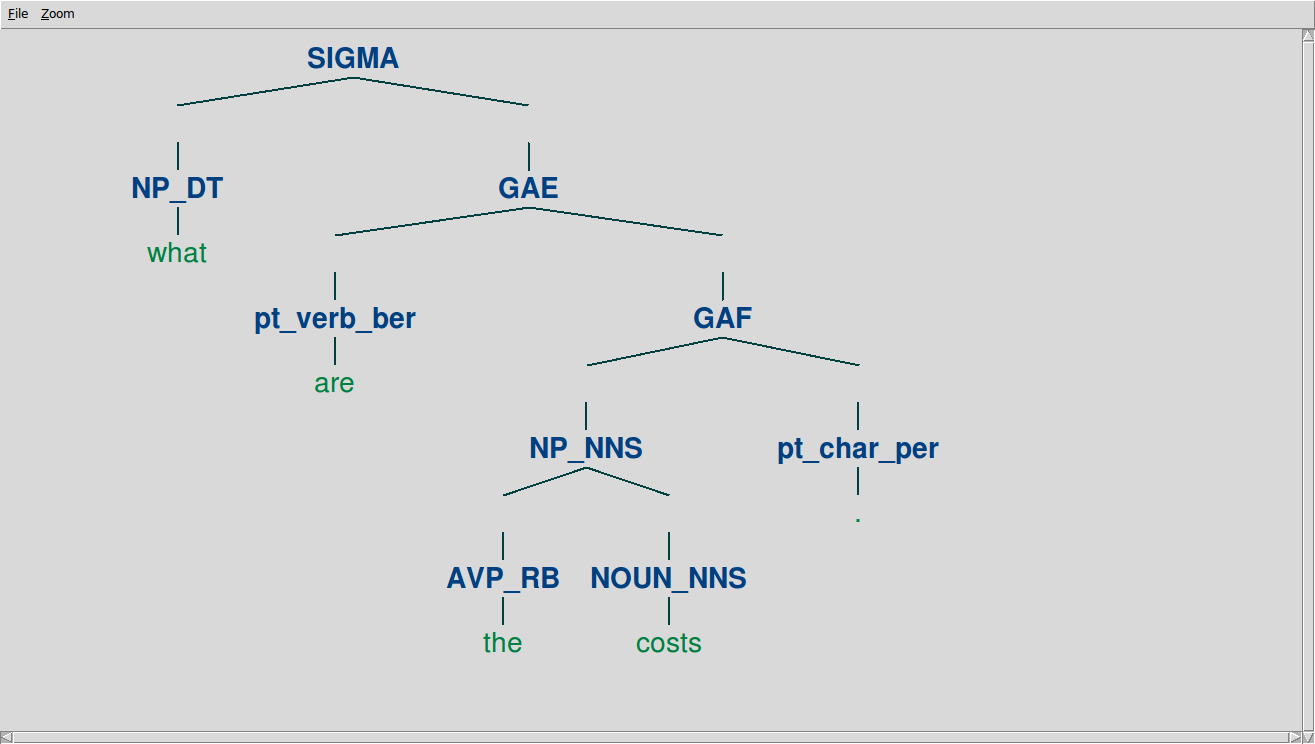 File Zoom
SIGMA
NP_DT GAE
what
pt_verb_ber GAF
are
NP_NNS pt_char_per
.
AVP_RB NOUN_NNS
the costs